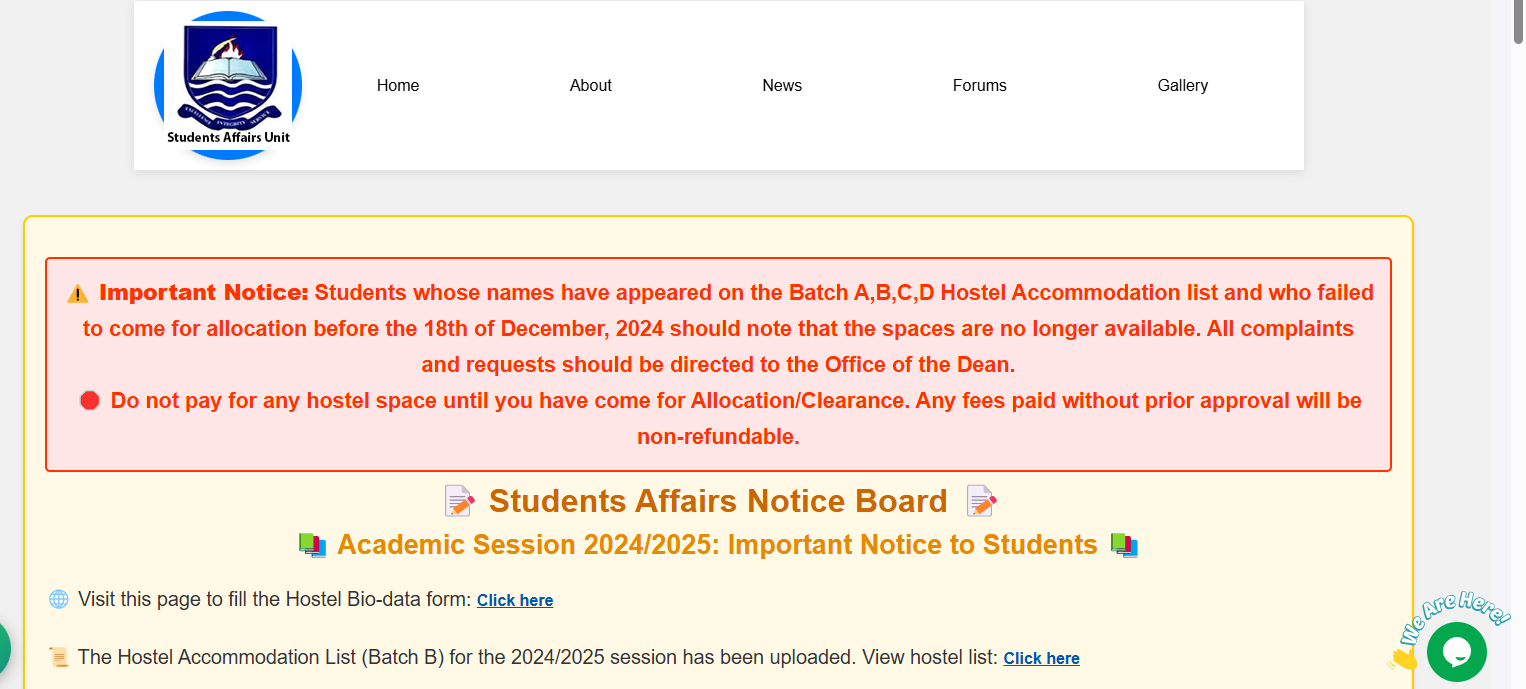 EXCELLENCE INTEGRITY SERVICE
Students Affairs Unit
Home
About
News
Forums
Gallery
⚠️ Important Notice: Students whose names have appeared on the Batch A,B,C,D Hostel Accommodation list and who failed
to come for allocation before the 18th of December, 2024 should note that the spaces are no longer available. All complaints
and requests should be directed to the Office of the Dean.
🛑 Do not pay for any hostel space until you have come for Allocation/Clearance. Any fees paid without prior approval will be
non-refundable.
📝 Students Affairs Notice Board 📝
📚 Academic Session 2024/2025: Important Notice to Students 📚
🌐 Visit this page to fill the Hostel Bio-data form: Click here
📜 The Hostel Accommodation List (Batch B) for the 2024/2025 session has been uploaded. View hostel list: Click here
We Are Here!